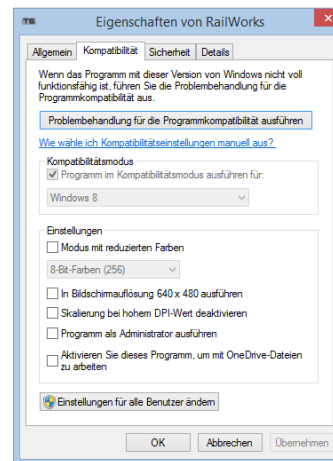 TS
Eigenschaften von RailWorks
Allgemein Kompatibilität Sicherheit Details
Wenn das Programm mit dieser Version von Windows nicht voll
funktionsfähig ist, führen Sie die Problembehandlung für die
Programmkompatibilität aus.
Problembehandlung für die Programmkompatibilität ausführen
Wie wähle ich Kompatibilitätseinstellungen manuell aus?
Kompatibilitätsmodus
Programm im Kompatibilitätsmodus ausführen für:
Windows 8
Einstellungen
Modus mit reduzierten Farben
8-Bit-Farben (256)
In Bildschirmauflösung 640 x 480 ausführen
Skalierung bei hohem DPI-Wert deaktivieren
Programm als Administrator ausführen
Aktivieren Sie dieses Programm, um mit OneDrive-Dateien
zu arbeiten
Einstellungen für alle Benutzer ändern
OK Abbrechen Übernehmen